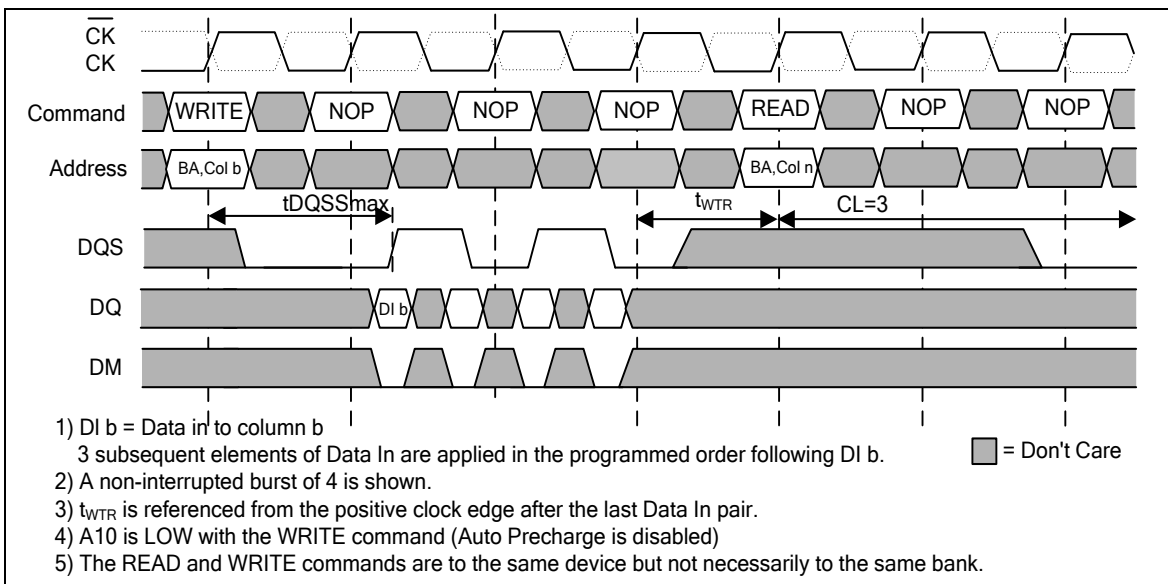 CK
CK
Command WRITE NOP NOP NOP READ NOP NOP
Address BA,Col b BA,Col n
tDQSSmax tWTR CL=3
DQS
DQ DI b
DM
1) DI b = Data in to column b
3 subsequent elements of Data In are applied in the programmed order following DI b.
= Don't Care
2) A non-interrupted burst of 4 is shown.
3) tWTR is referenced from the positive clock edge after the last Data In pair.
4) A10 is LOW with the WRITE command (Auto Precharge is disabled)
5) The READ and WRITE commands are to the same device but not necessarily to the same bank.